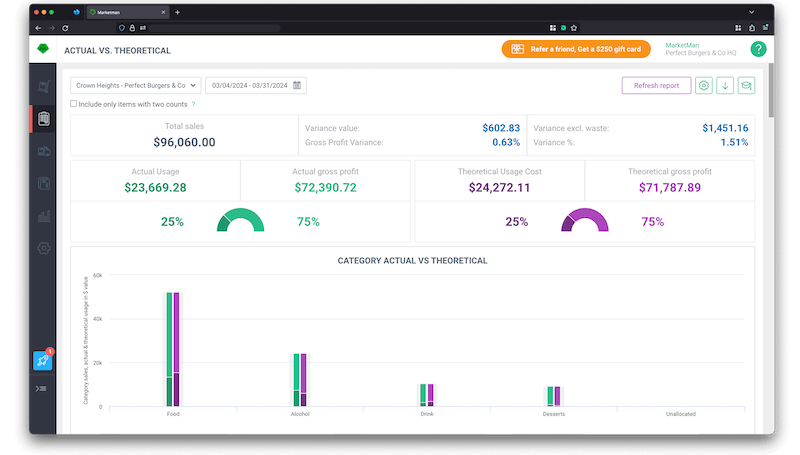 Marketman
ACTUAL VS. THEORETICAL
Refer a friend, Get a $250 gift card
MarketMan
Perfect Burgers & Co HQ
?
Crown Heights - Perfect Burgers & Co
03/04/2024 - 03/31/2024
Refresh report
Include only items with two counts ?
Total sales
$96,060.00
Variance value: $602.83
Gross Profit Variance: 0.63%
Variance excl. waste: $1,451.16
Variance %: 1.51%
Actual Usage
$23,669.28
Actual gross profit
$72,390.72
Theoretical Usage Cost
$24,272.11
Theoretical gross profit
$71,787.89
25%
75%
25%
75%
CATEGORY ACTUAL VS THEORETICAL
Category sales, actual & theoretical usage in $ value
60k
40k
20k
0
Food
Alcohol
Drink
Desserts
Unallocated
1